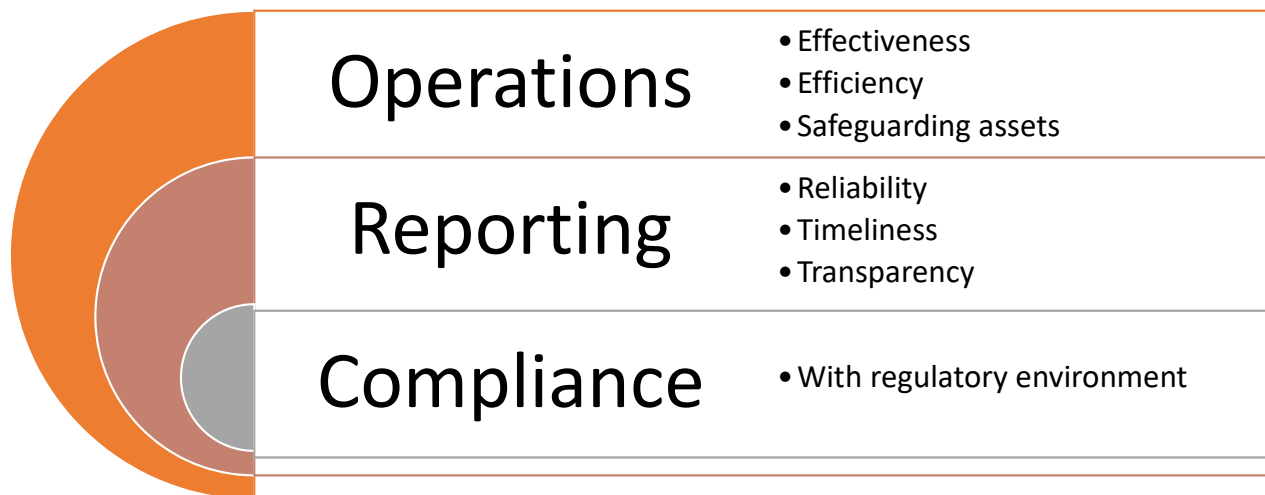 Operations
• Effectiveness
• Efficiency
• Safeguarding assets
Reporting
• Reliability
• Timeliness
• Transparency
Compliance
• With regulatory environment